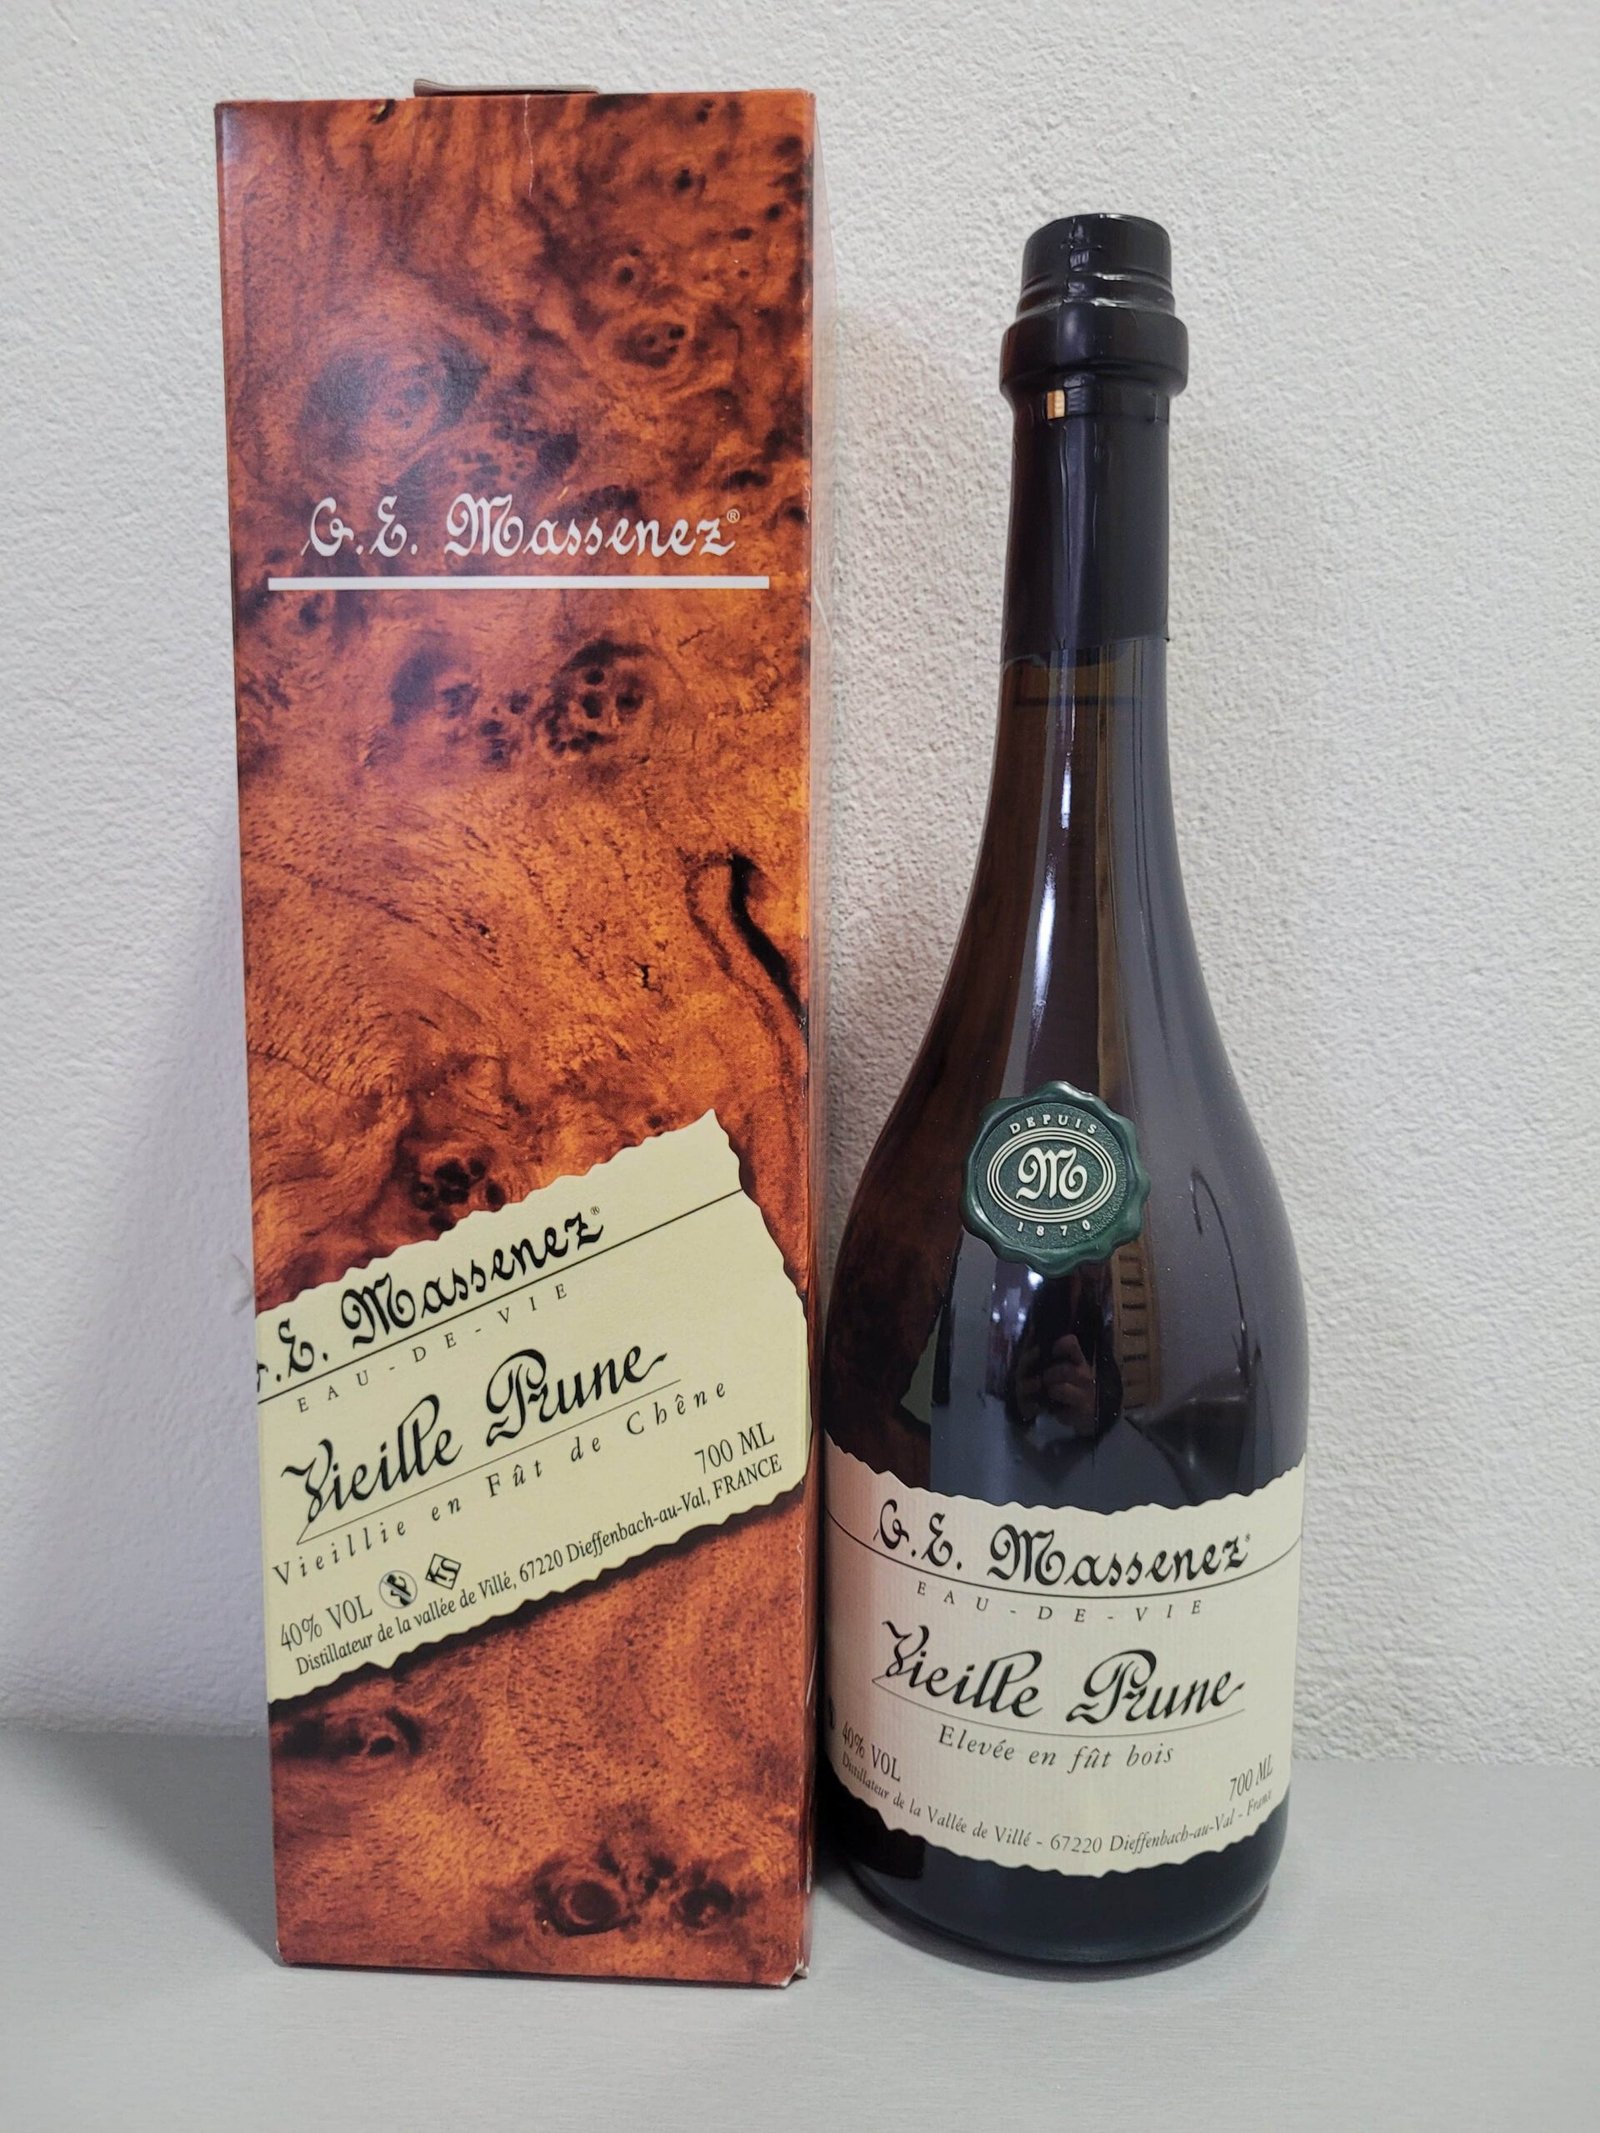 G.E. Massenez®
.E. Massenez®
EAU-DE-VIE
Vieille Prune
Vieillie en Fût de Chêne
700 ML
40% VOL
Distillateur de la vallée de Villé, 67220 Dieffenbach-au-Val, FRANCE
DEPUIS
M
1870
G.E. Massenez®
EAU-DE-VIE
Vieille Prune
Elevée en fût bois
40% VOL
700 ML
Distillateur de la Vallée de Villé - 67220 Dieffenbach-au-Val - France